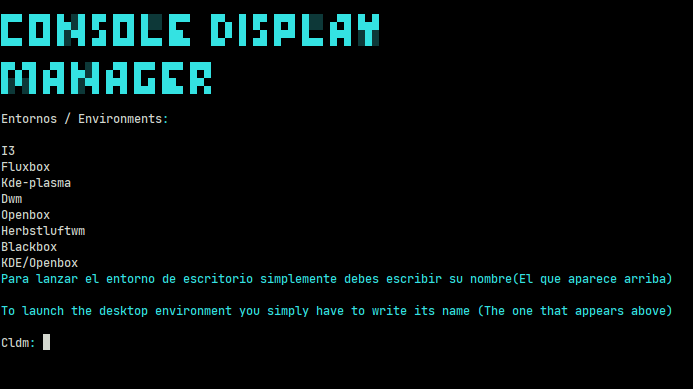 CONSOLE DISPLAY
MANAGER
Entornos / Environments:
I3
Fluxbox
Kde-plasma
Dwm
Openbox
Herbstluftwm
Blackbox
KDE/Openbox
Para lanzar el entorno de escritorio simplemente debes escribir su nombre(El que aparece arriba)
To launch the desktop environment you simply have to write its name (The one that appears above)
Cldm: